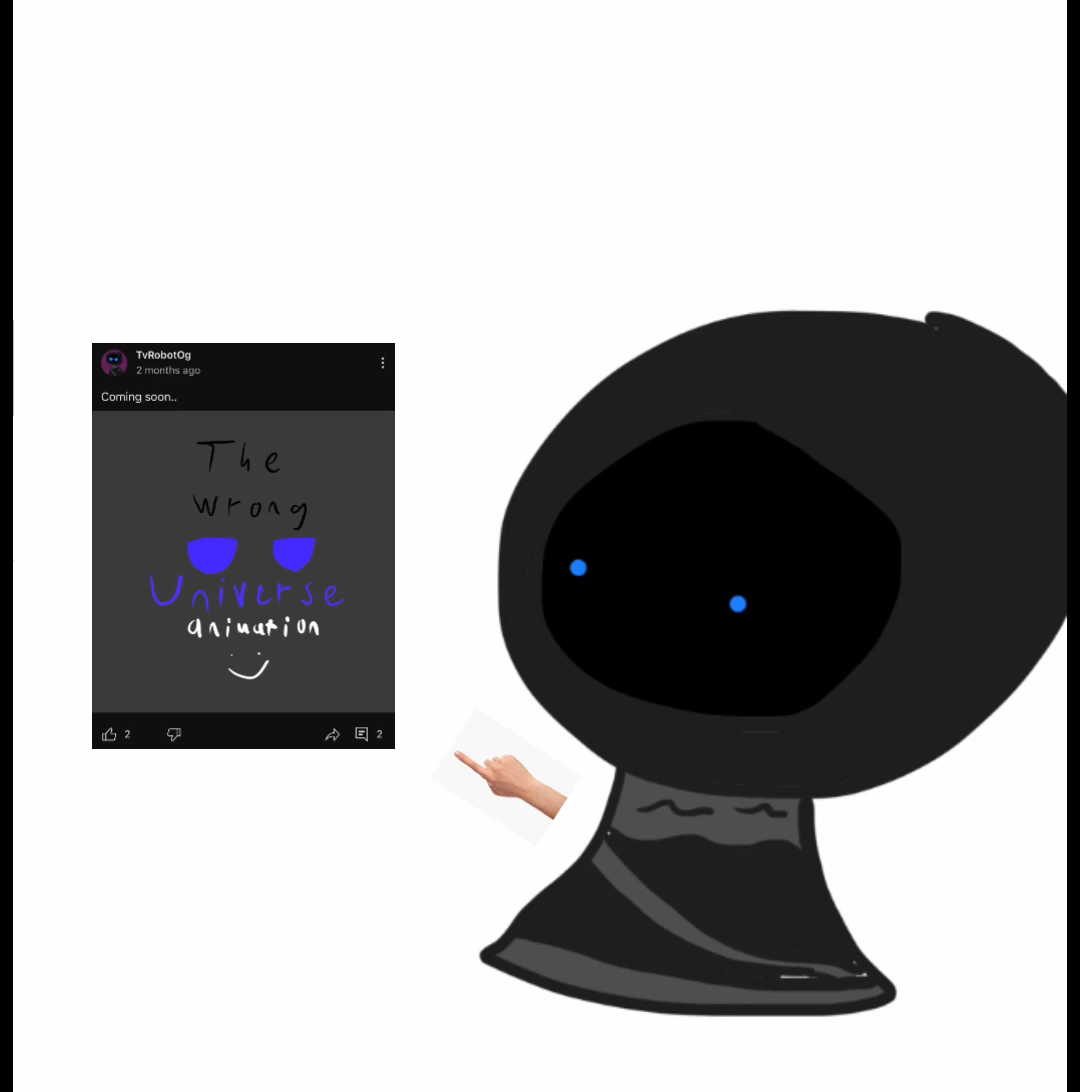 TvRobotOg
2 months ago
Coming soon..
The
Wrong
Universe
animation
2
2